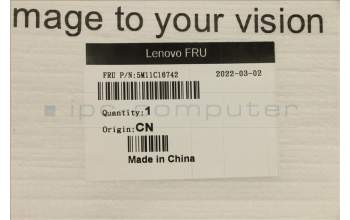 mage to your vision
Lenovo FRU
FRU P/N:5M11C16742 2022-03-02
ipc-computer
Quantity:1
Origin:CN
Made in China